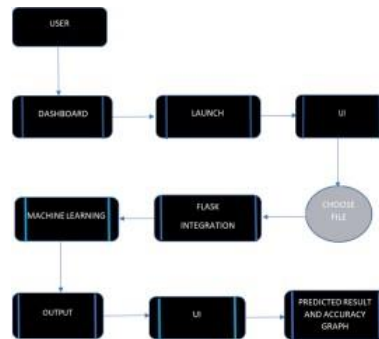 USER
DASHBOARD
LAUNCH
UI
CHOOSE
FILE
FLASK
INTEGRATION
MACHINE LEARNING
OUTPUT
UI
PREDICTED RESULT
AND ACCURACY
GRAPH